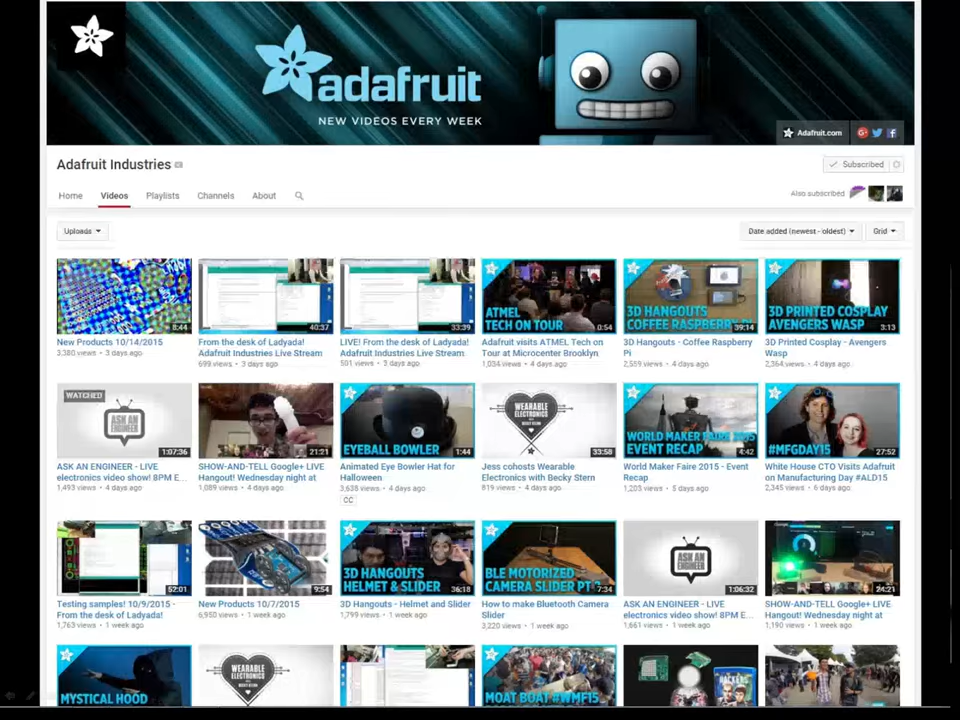 adafruit
NEW VIDEOS EVERY WEEK
Adafruit.com
Adafruit Industries
Subscribed
Home Videos Playlists Channels About
Also subscribed
Uploads
Date added (newest - oldest)
Grid
8:44
40:37
33:39
ATMEL
TECH ON TOUR
0:54
3D HANGOUTS
COFFEE RASPBERRY PI
39:14
3D PRINTED COSPLAY
AVENGERS WASP
3:13
New Products 10/14/2015
3,380 views • 3 days ago
From the desk of Ladyada!
Adafruit Industries Live Stream
699 views • 3 days ago
LIVE! From the desk of Ladyada!
Adafruit Industries Live Stream
501 views • 3 days ago
Adafruit visits ATMEL Tech on
Tour at Microcenter Brooklyn
1,034 views • 4 days ago
3D Hangouts - Coffee Raspberry
Pi
2,559 views • 4 days ago
3D Printed Cosplay - Avengers
Wasp
2,364 views • 4 days ago
WATCHED
ASK AN
ENGINEER
1:07:36
21:21
EYEBALL BOWLER
1:44
WEARABLE
ELECTRONICS
33:58
WORLD MAKER FAIRE 2015
EVENT RECAP
4:42
#MFGDAY15
27:52
ASK AN ENGINEER - LIVE
electronics video show! 8PM E...
1,493 views • 4 days ago
SHOW-AND-TELL Google+ LIVE
Hangout! Wednesday night at
1,089 views • 4 days ago
Animated Eye Bowler Hat for
Halloween
3,635 views • 4 days ago
CC
Jess cohosts Wearable
Electronics with Becky Stern
819 views • 4 days ago
World Maker Faire 2015 - Event
Recap
1,203 views • 5 days ago
White House CTO Visits Adafruit
on Manufacturing Day #ALD15
2,345 views • 6 days ago
52:01
9:54
3D HANGOUTS
HELMET & SLIDER
36:18
BLE MOTORIZED
CAMERA SLIDER PT
7:34
ASK AN
ENGINEER
1:06:32
24:21
Testing samples! 10/9/2015 -
From the desk of Ladyada!
1,763 views • 1 week ago
New Products 10/7/2015
6,950 views • 1 week ago
3D Hangouts - Helmet and Slider
1,799 views • 1 week ago
How to make Bluetooth Camera
Slider
3,220 views • 1 week ago
ASK AN ENGINEER - LIVE
electronics video show! 8PM E...
1,661 views • 1 week ago
SHOW-AND-TELL Google+ LIVE
Hangout! Wednesday night at
1,190 views • 1 week ago
MYSTICAL HOOD
WEARABLE
ELECTRONICS
MOAT BOAT #WMF15
HACKERS